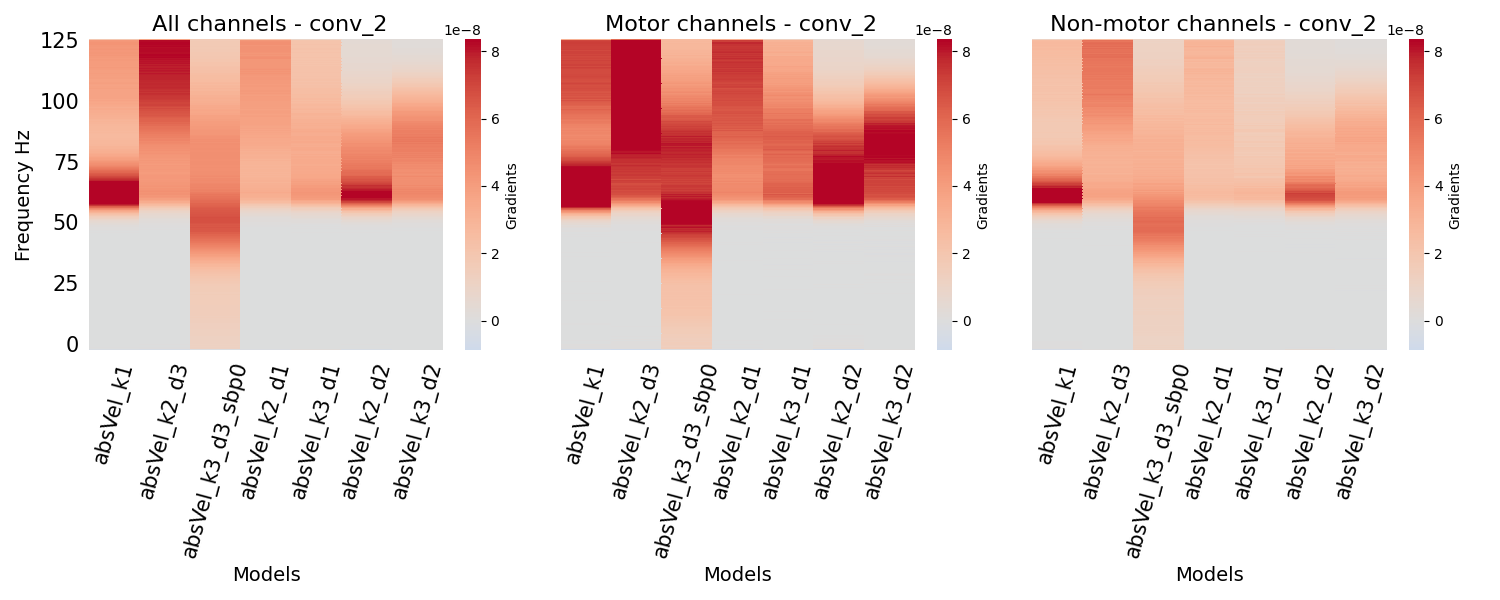 All channels - conv_2
Motor channels - conv_2
Non-motor channels - conv_2
1e−8
1e−8
1e−8
Frequency Hz
125
100
75
50
25
0
8
6
4
2
0
Gradients
8
6
4
2
0
Gradients
8
6
4
2
0
Gradients
absVel_k1
absVel_k2_d3
absVel_k3_d3_sbp0
absVel_k2_d1
absVel_k3_d1
absVel_k2_d2
absVel_k3_d2
absVel_k1
absVel_k2_d3
absVel_k3_d3_sbp0
absVel_k2_d1
absVel_k3_d1
absVel_k2_d2
absVel_k3_d2
absVel_k1
absVel_k2_d3
absVel_k3_d3_sbp0
absVel_k2_d1
absVel_k3_d1
absVel_k2_d2
absVel_k3_d2
Models
Models
Models